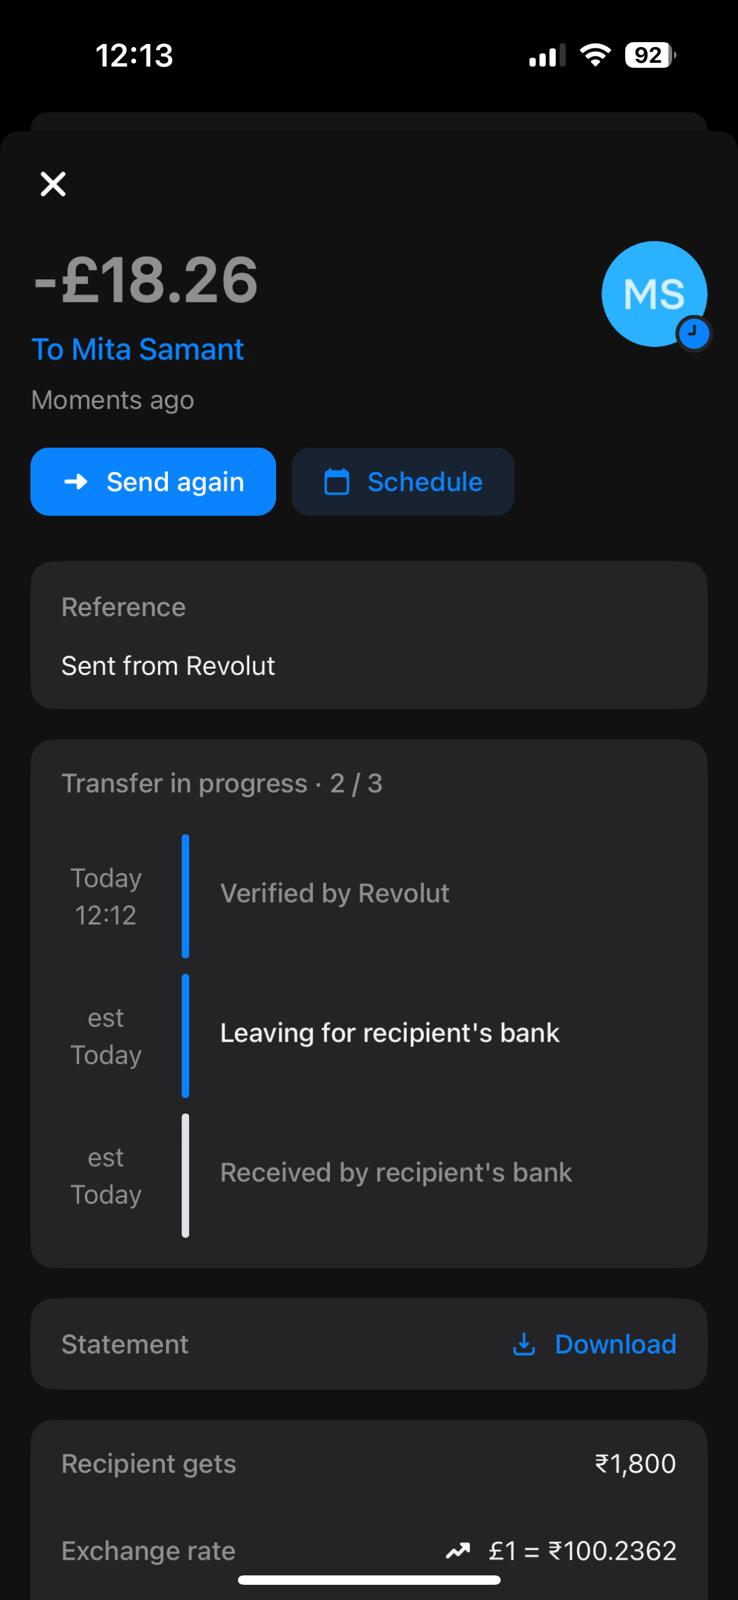 12:13
92
-£18.26
MS
To Mita Samant
Moments ago
Send again
Schedule
Reference
Sent from Revolut
Transfer in progress · 2 / 3
Today
12:12
Verified by Revolut
est
Today
Leaving for recipient's bank
est
Today
Received by recipient's bank
Statement
Download
Recipient gets
₹1,800
Exchange rate
£1 = ₹100.2362